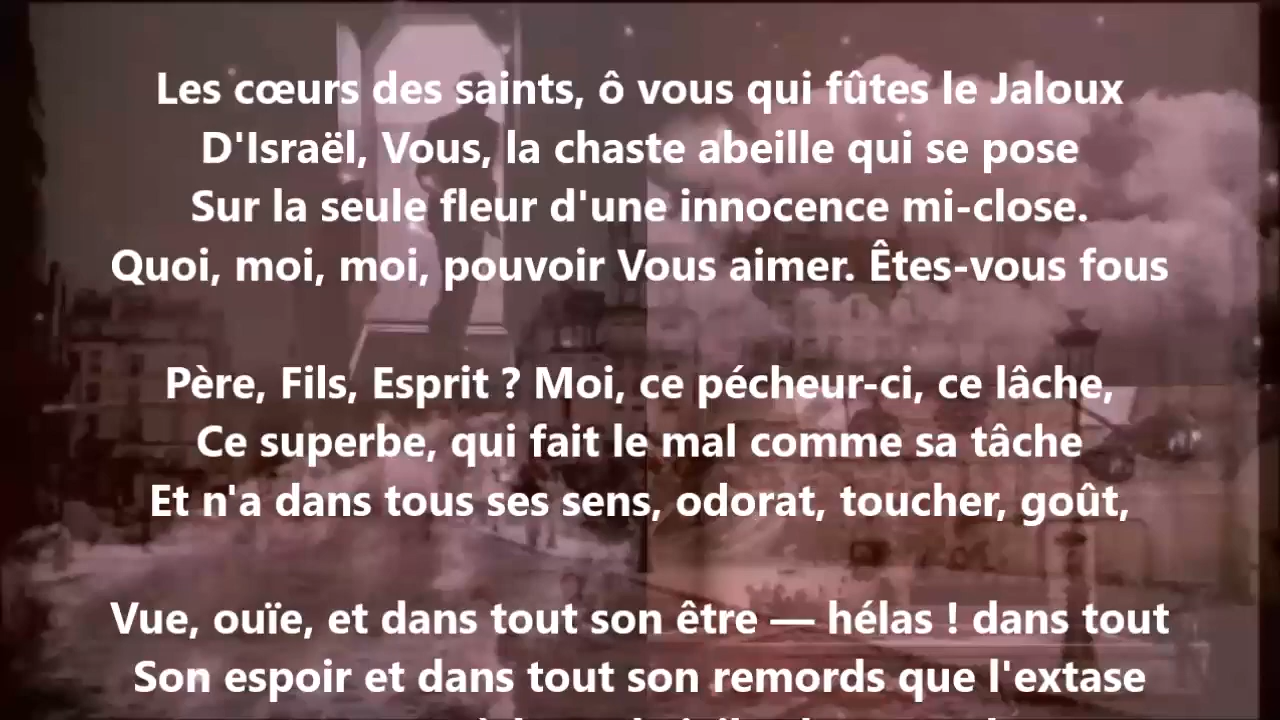 Les cœurs des saints, ô vous qui fûtes le Jaloux
D'Israël, Vous, la chaste abeille qui se pose
Sur la seule fleur d'une innocence mi-close.
Quoi, moi, moi, pouvoir Vous aimer. Êtes-vous fous
Père, Fils, Esprit ? Moi, ce pécheur-ci, ce lâche,
Ce superbe, qui fait le mal comme sa tâche
Et n'a dans tous ses sens, odorat, toucher, goût,
Vue, ouïe, et dans tout son être — hélas ! dans tout
Son espoir et dans tout son remords que l'extase